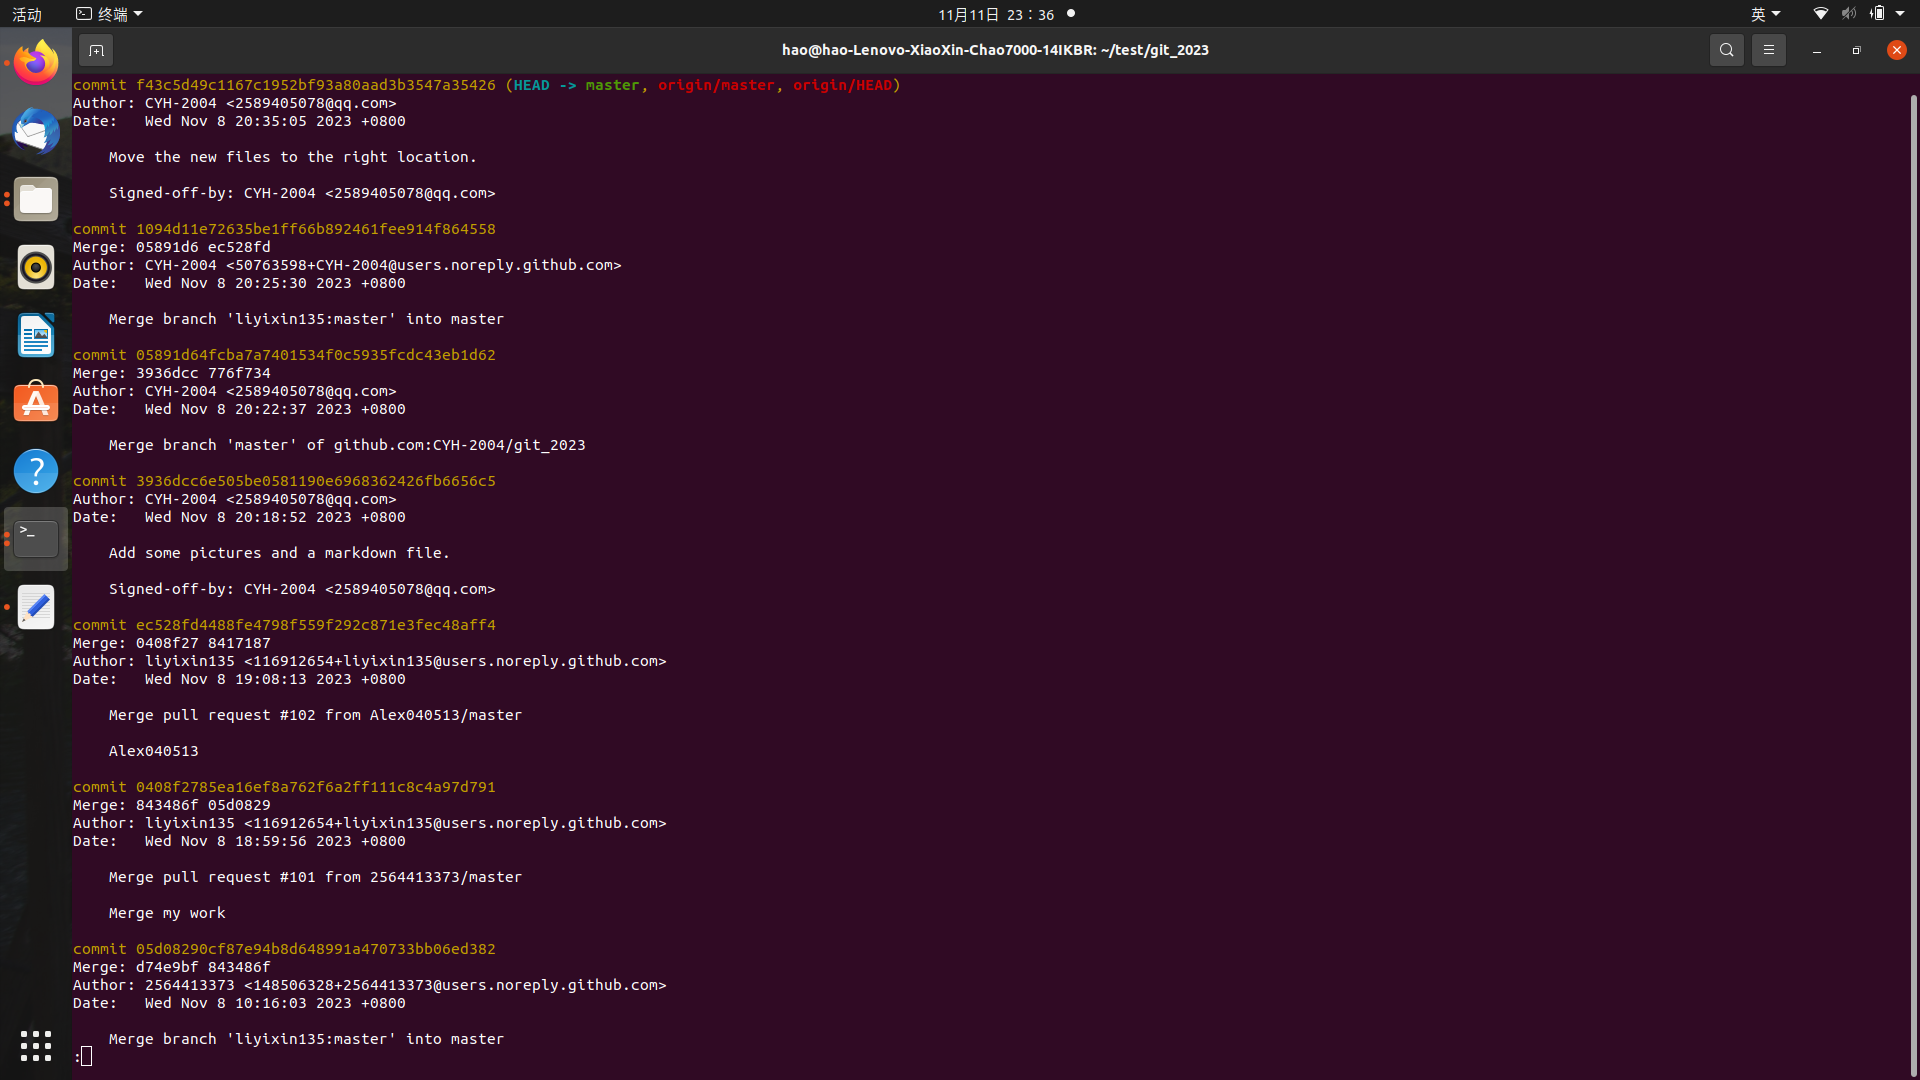 活动 终端 11月11日 23：36 英
hao@hao-Lenovo-XiaoXin-Chao7000-14IKBR: ~/test/git_2023
commit f43c5d49c1167c1952bf93a80aad3b3547a35426 (HEAD -> master, origin/master, origin/HEAD)
Author: CYH-2004 <2589405078@qq.com>
Date:   Wed Nov 8 20:35:05 2023 +0800
Move the new files to the right location.
Signed-off-by: CYH-2004 <2589405078@qq.com>
commit 1094d11e72635be1ff66b892461fee914f864558
Merge: 05891d6 ec528fd
Author: CYH-2004 <50763598+CYH-2004@users.noreply.github.com>
Date:   Wed Nov 8 20:25:30 2023 +0800
Merge branch 'liyixin135:master' into master
commit 05891d64fcba7a7401534f0c5935fcdc43eb1d62
Merge: 3936dcc 776f734
Author: CYH-2004 <2589405078@qq.com>
Date:   Wed Nov 8 20:22:37 2023 +0800
Merge branch 'master' of github.com:CYH-2004/git_2023
commit 3936dcc6e505be0581190e6968362426fb6656c5
Author: CYH-2004 <2589405078@qq.com>
Date:   Wed Nov 8 20:18:52 2023 +0800
Add some pictures and a markdown file.
Signed-off-by: CYH-2004 <2589405078@qq.com>
commit ec528fd4488fe4798f559f292c871e3fec48aff4
Merge: 0408f27 8417187
Author: liyixin135 <116912654+liyixin135@users.noreply.github.com>
Date:   Wed Nov 8 19:08:13 2023 +0800
Merge pull request #102 from Alex040513/master
Alex040513
commit 0408f2785ea16ef8a762f6a2ff111c8c4a97d791
Merge: 843486f 05d0829
Author: liyixin135 <116912654+liyixin135@users.noreply.github.com>
Date:   Wed Nov 8 18:59:56 2023 +0800
Merge pull request #101 from 2564413373/master
Merge my work
commit 05d08290cf87e94b8d648991a470733bb06ed382
Merge: d74e9bf 843486f
Author: 2564413373 <148506328+2564413373@users.noreply.github.com>
Date:   Wed Nov 8 10:16:03 2023 +0800
Merge branch 'liyixin135:master' into master
: